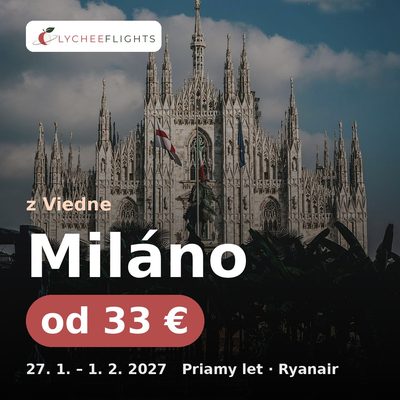 LYCHEEFLIGHTS
z Viedne
Miláno
od 33 €
27. 1. – 1. 2. 2027 Priamy let · Ryanair